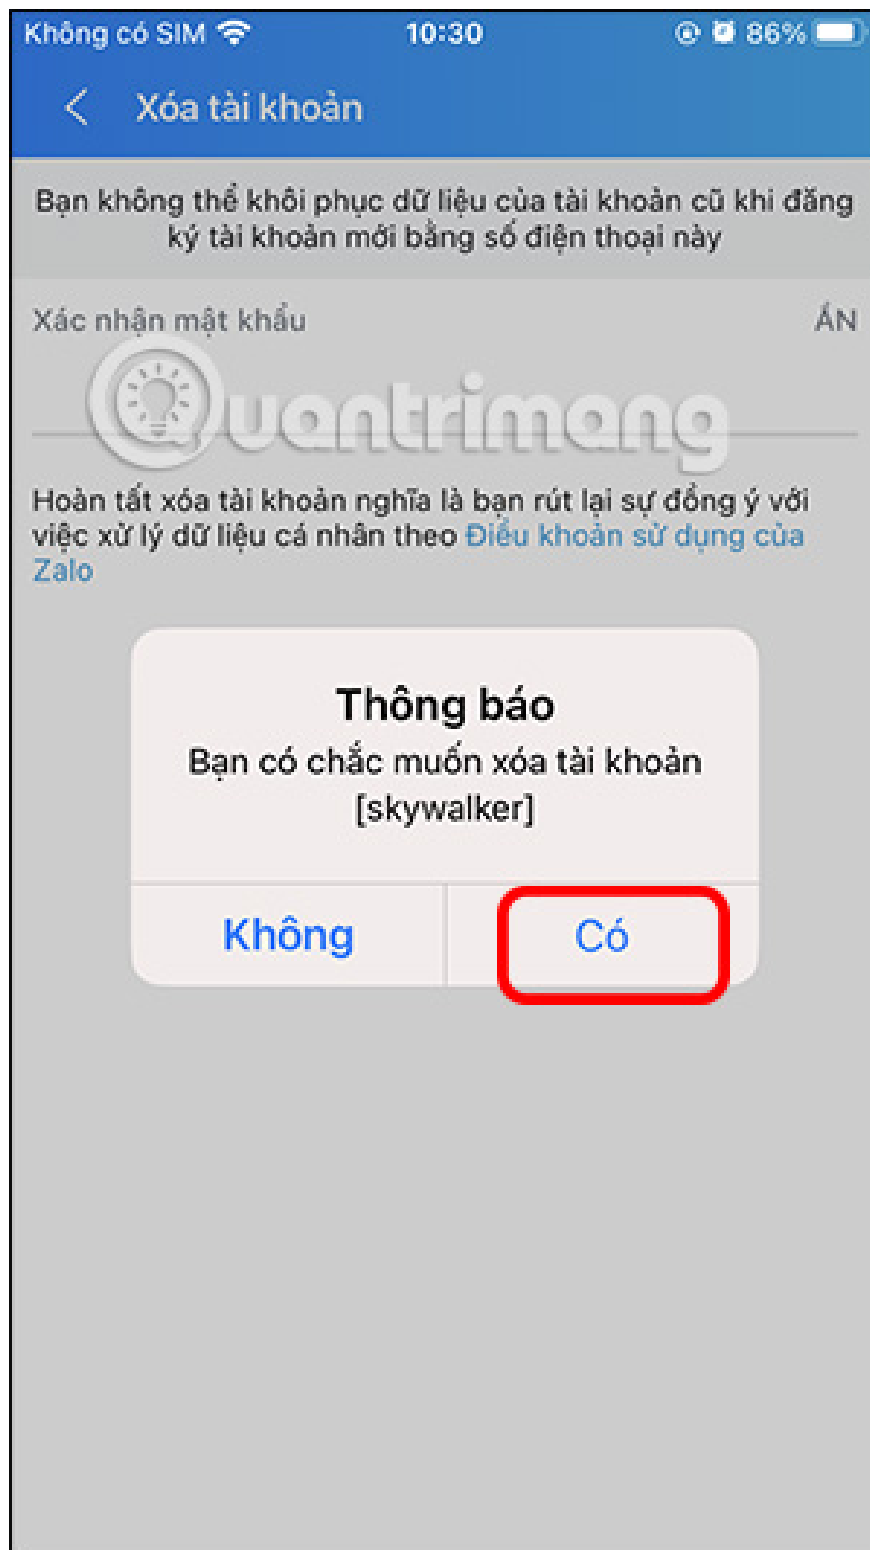 Không có SIM 10:30 86%
Xóa tài khoản
Bạn không thể khôi phục dữ liệu của tài khoản cũ khi đăng
ký tài khoản mới bằng số điện thoại này
Xác nhận mật khẩu ẨN
Quantrimang
Hoàn tất xóa tài khoản nghĩa là bạn rút lại sự đồng ý với
việc xử lý dữ liệu cá nhân theo Điều khoản sử dụng của
Zalo
Thông báo
Bạn có chắc muốn xóa tài khoản
[skywalker]
Không Có